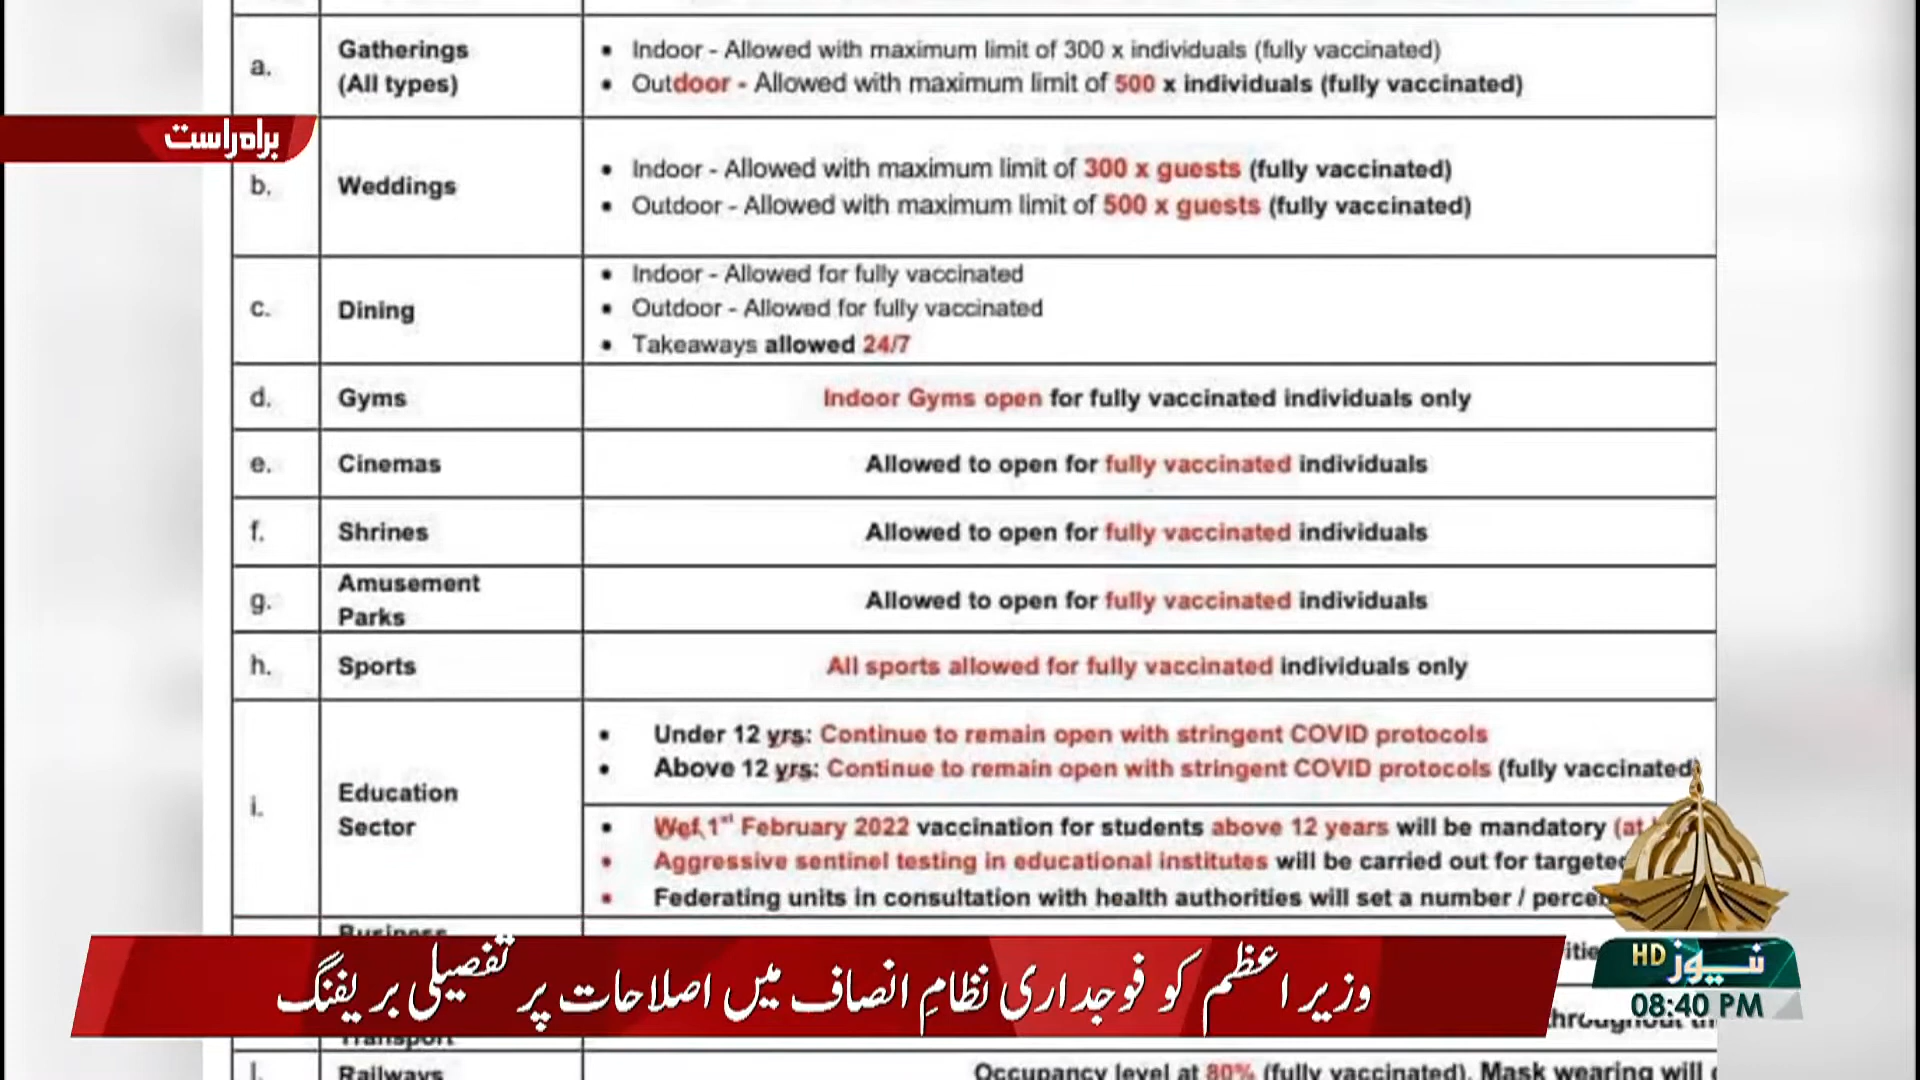 a.
Gatherings
(All types)
• Indoor - Allowed with maximum limit of 300 x individuals (fully vaccinated)
• Outdoor - Allowed with maximum limit of 500 x individuals (fully vaccinated)
براہ راست
b.
Weddings
• Indoor - Allowed with maximum limit of 300 x guests (fully vaccinated)
• Outdoor - Allowed with maximum limit of 500 x guests (fully vaccinated)
c.
Dining
• Indoor - Allowed for fully vaccinated
• Outdoor - Allowed for fully vaccinated
• Takeaways allowed 24/7
d.
Gyms
Indoor Gyms open for fully vaccinated individuals only
e.
Cinemas
Allowed to open for fully vaccinated individuals
f.
Shrines
Allowed to open for fully vaccinated individuals
g.
Amusement
Parks
Allowed to open for fully vaccinated individuals
h.
Sports
All sports allowed for fully vaccinated individuals only
i.
Education
Sector
• Under 12 yrs: Continue to remain open with stringent COVID protocols
• Above 12 yrs: Continue to remain open with stringent COVID protocols (fully vaccinated)
• Wef 1st February 2022 vaccination for students above 12 years will be mandatory (at
• Aggressive sentinel testing in educational institutes will be carried out for targeted
• Federating units in consultation with health authorities will set a number / percen
Business
وزیر اعظم کو فوجداری نظامِ انصاف میں اصلاحات پر تفصیلی بریفنگ
HD نیوز
08:40 PM
throughout
Transport
l.
Railways
Occupancy level at 80% (fully vaccinated). Mask wearing will